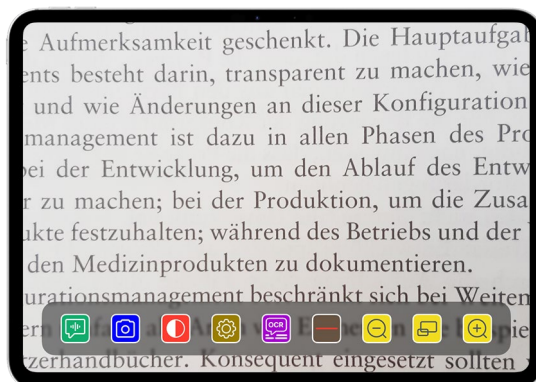 e Aufmerksamkeit geschenkt. Die Hauptaufgab
ents besteht darin, transparent zu machen, wie
und wie Änderungen an dieser Konfiguration
management ist dazu in allen Phasen des Pro
bei der Entwicklung, um den Ablauf des Entw
r zu machen; bei der Produktion, um die Zusa
ukte festzuhalten; während des Betriebs und der
den Medizinprodukten zu dokumentieren.
urationsmanagement beschränkt sich bei Weiten
ern
OCR
zerhandbücher. Konsequent eingesetzt sollten